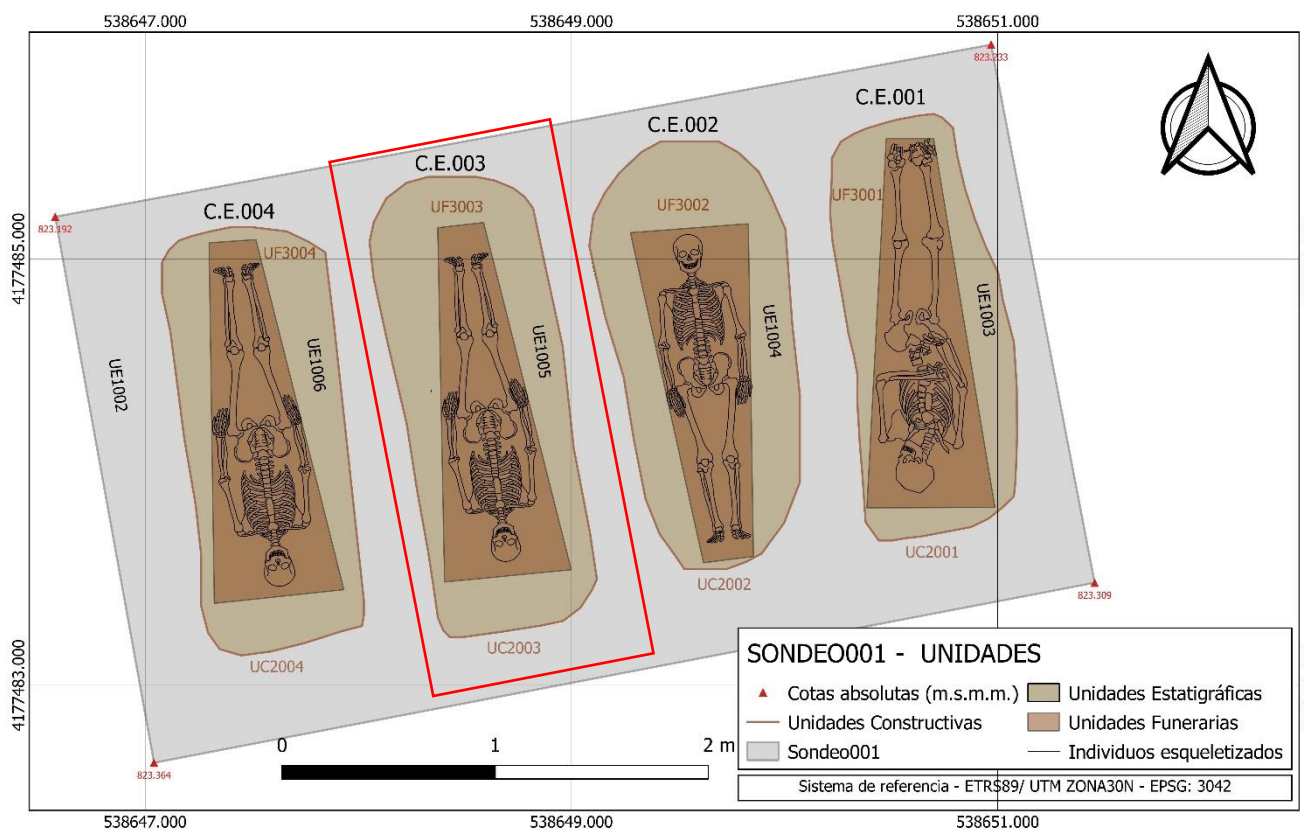 538647.000
538649.000
538651.000
823.233
C.E.001
C.E.002
C.E.003
C.E.004
823.192
UF3001
UF3002
UF3003
UF3004
4177485.000
UE1002
UE1006
UE1005
UE1004
UE1003
UC2001
UC2002
UC2003
UC2004
823.309
4177483.000
823.364
0 1 2 m
SONDEO001 - UNIDADES
Cotas absolutas (m.s.m.m.)
Unidades Constructivas
Sondeo001
Unidades Estatigráficas
Unidades Funerarias
Individuos esqueletizados
Sistema de referencia - ETRS89/ UTM ZONA30N - EPSG: 3042
538647.000
538649.000
538651.000